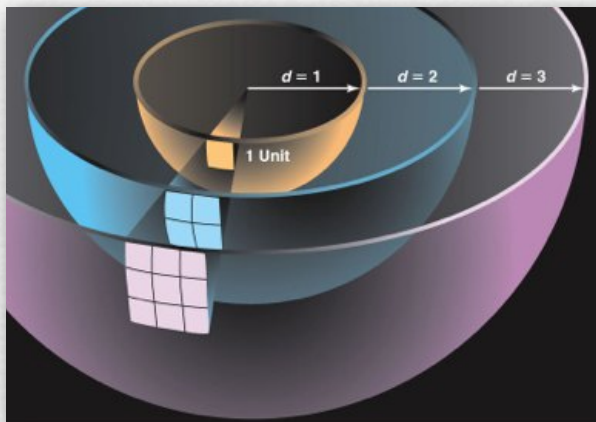 d = 1
d = 2
d = 3
1 Unit